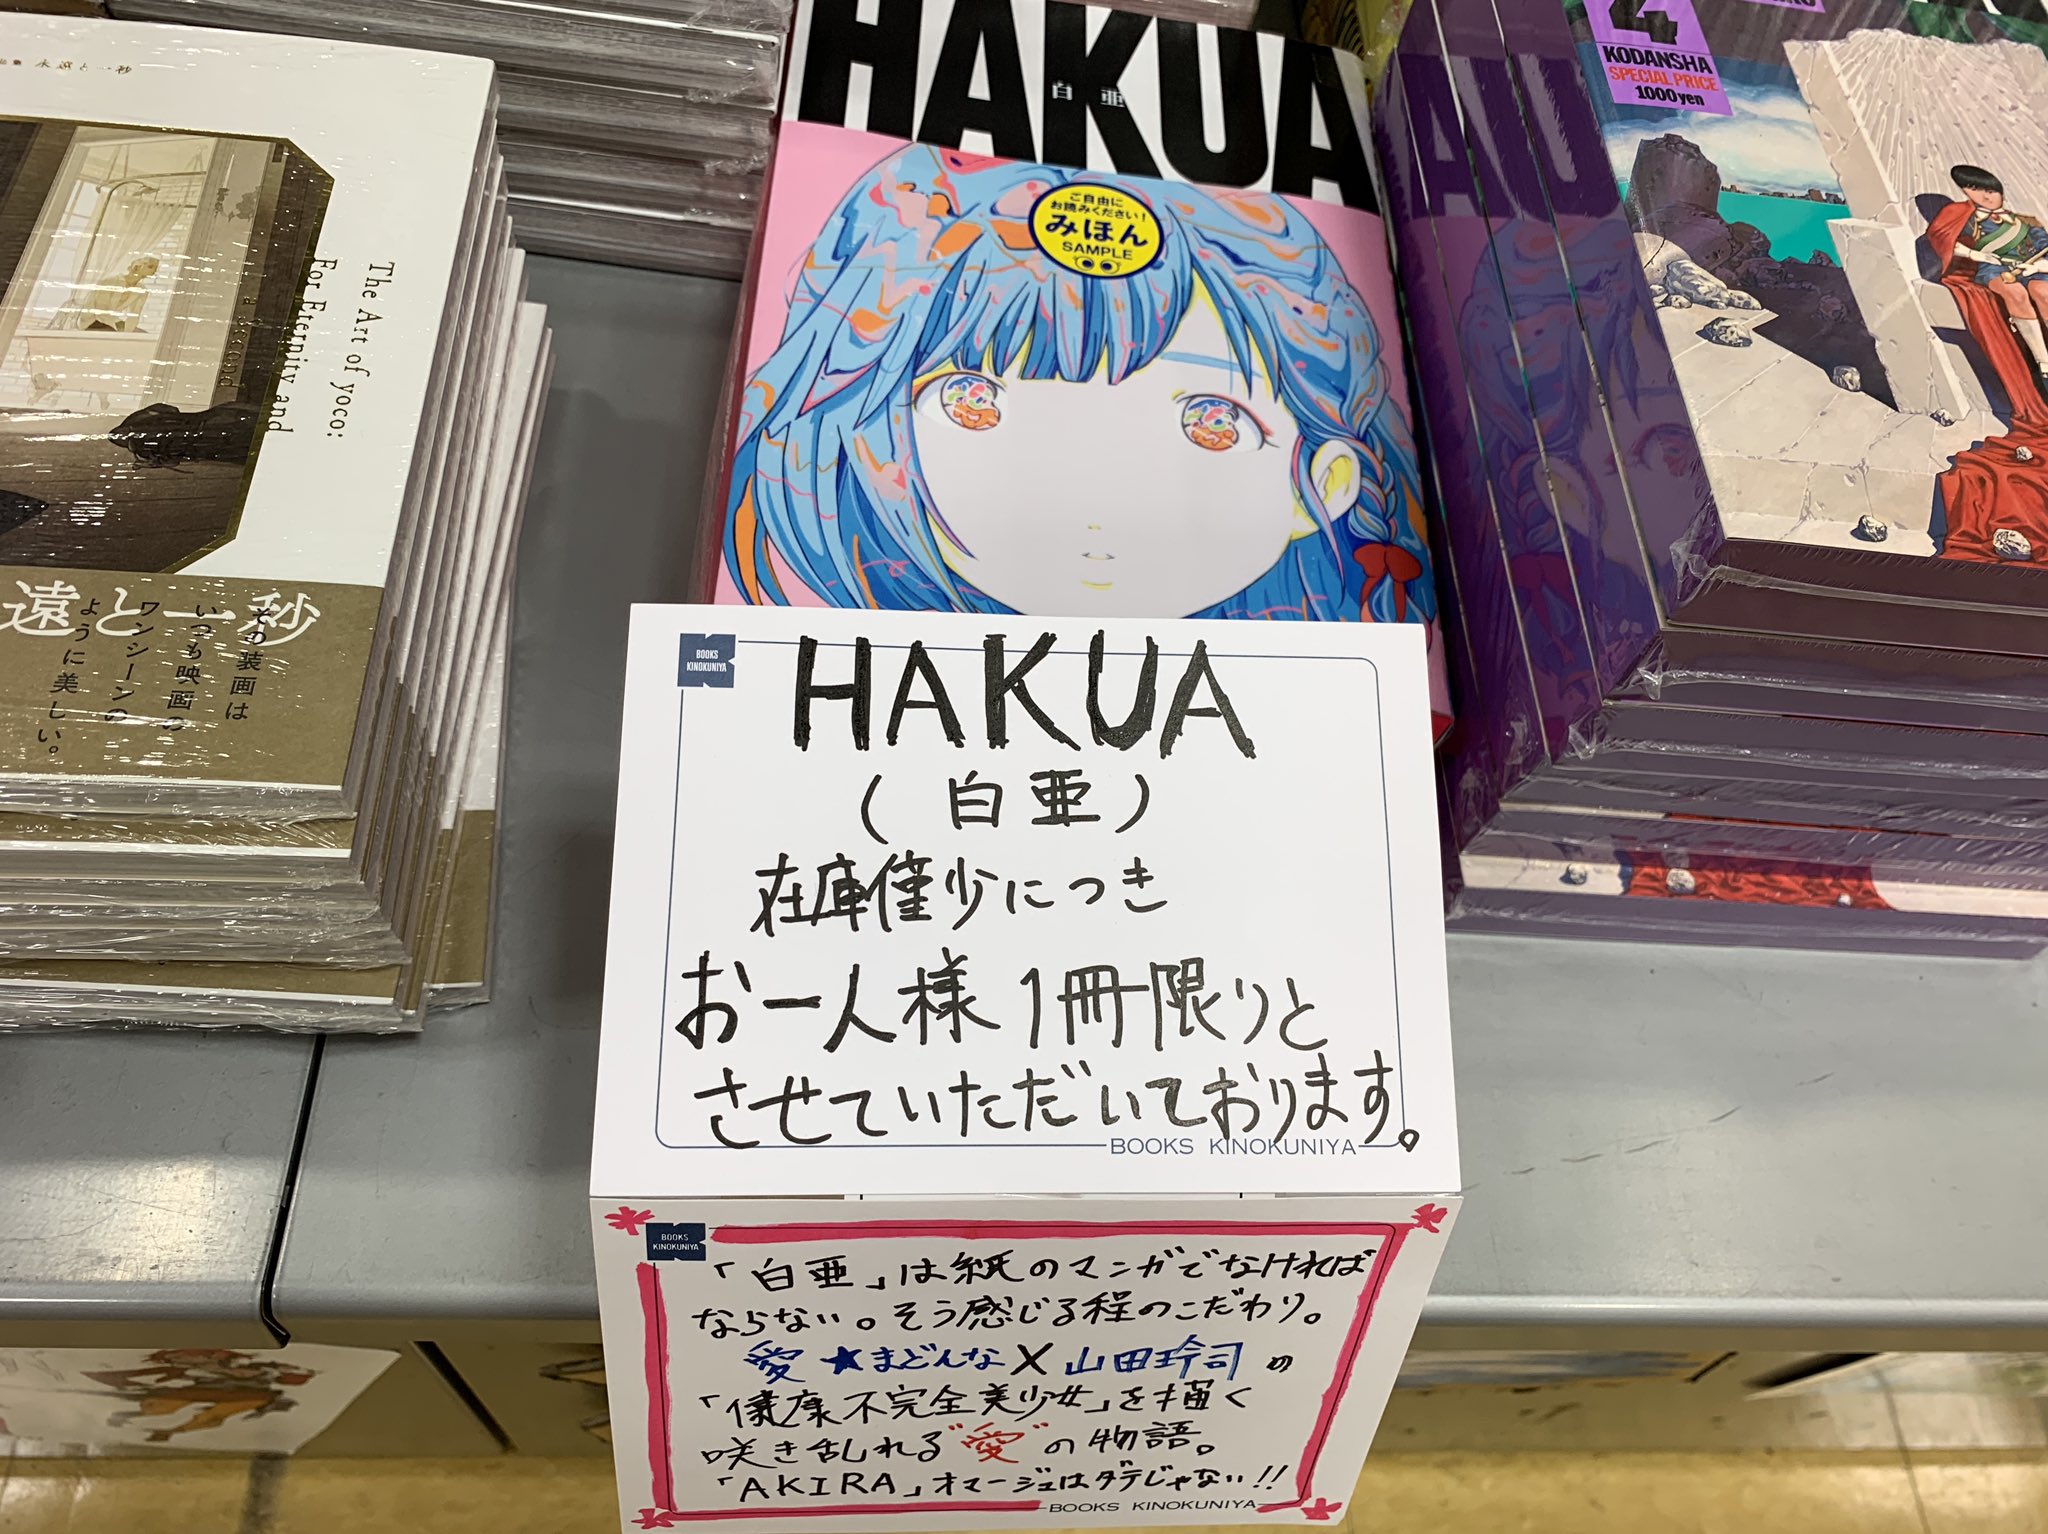 永遠と一秒
The Art of yoco:
For Eternity and
a second
遠と一秒
その装画は
いつも映画の
ワンシーンの
ように美しい。
HAKUA
白亜
ご自由に
お読みください!
みほん
SAMPLE
4
KODANSHA
SPECIAL PRICE
1000yen
BOOKS
KINOKUNIYA
HAKUA
(白亜)
在庫僅少につき
お一人様1冊限りと
させていただいております。
BOOKS KINOKUNIYA
BOOKS
KINOKUNIYA
「白亜」は紙のマンガでなければ
ならない。そう感じる程のこだわり。
愛★まどんな×山田玲司の
「健康不完全美少女」を描く
咲き乱れる"愛"の物語。
「AKIRA」オマージュはダテじゃない!!
BOOKS KINOKUNIYA